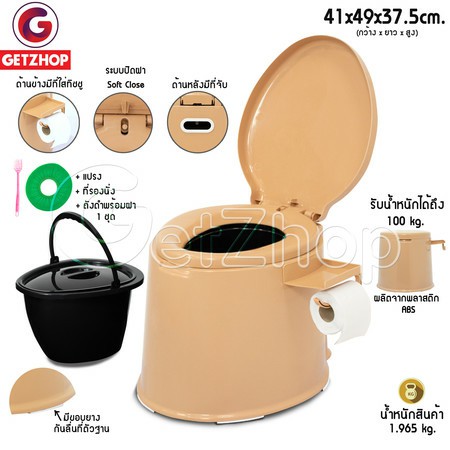 G
GETZHOP
41x49x37.5cm.
(กว้าง x ยาว x สูง)
ด้านข้างมีที่ใส่ทิชชู
ระบบปิดฝา
Soft Close
ด้านหลังมีที่จับ
+ แปรง
+ ที่รองนั่ง
+ ถังดำพร้อมฝา
1 ชุด
รับน้ำหนักได้ถึง
100 kg.
GetZhop
ผลิตจากพลาสติก
ABS
มีขอบยาง
กันลื่นที่ตัวฐาน
KG
น้ำหนักสินค้า
1.965 kg.